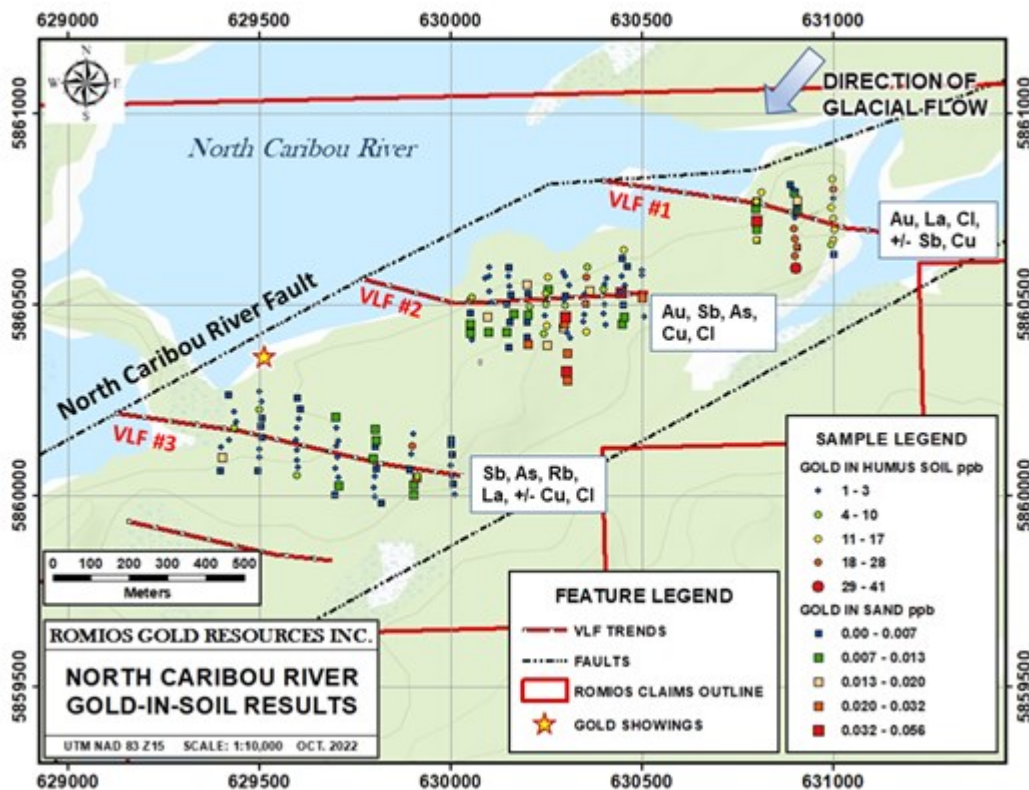 629000 629500 630000 630500 631000
N
W E
S
DIRECTION OF
GLACIAL FLOW
5861000 5861000
North Caribou River
VLF #1
Au, La, Cl,
+/- Sb, Cu
VLF #2
5860500 5860500
Au, Sb, As,
Cu, Cl
North Caribou River Fault
VLF #3
Sb, As, Rb,
La, +/- Cu, Cl
5860000 5860000
0 100 200 300 400 500
Meters
ROMIOS GOLD RESOURCES INC.
NORTH CARIBOU RIVER
GOLD-IN-SOIL RESULTS
UTM NAD 83 Z15 SCALE: 1:10,000 OCT. 2022
FEATURE LEGEND
VLF TRENDS
FAULTS
ROMIOS CLAIMS OUTLINE
GOLD SHOWINGS
SAMPLE LEGEND
GOLD IN HUMUS SOIL ppb
1 - 3
4 - 10
11 - 17
18 - 28
29 - 41
GOLD IN SAND ppb
0.00 - 0.007
0.007 - 0.013
0.013 - 0.020
0.020 - 0.032
0.032 - 0.056
5859500 5859500
629000 629500 630000 630500 631000